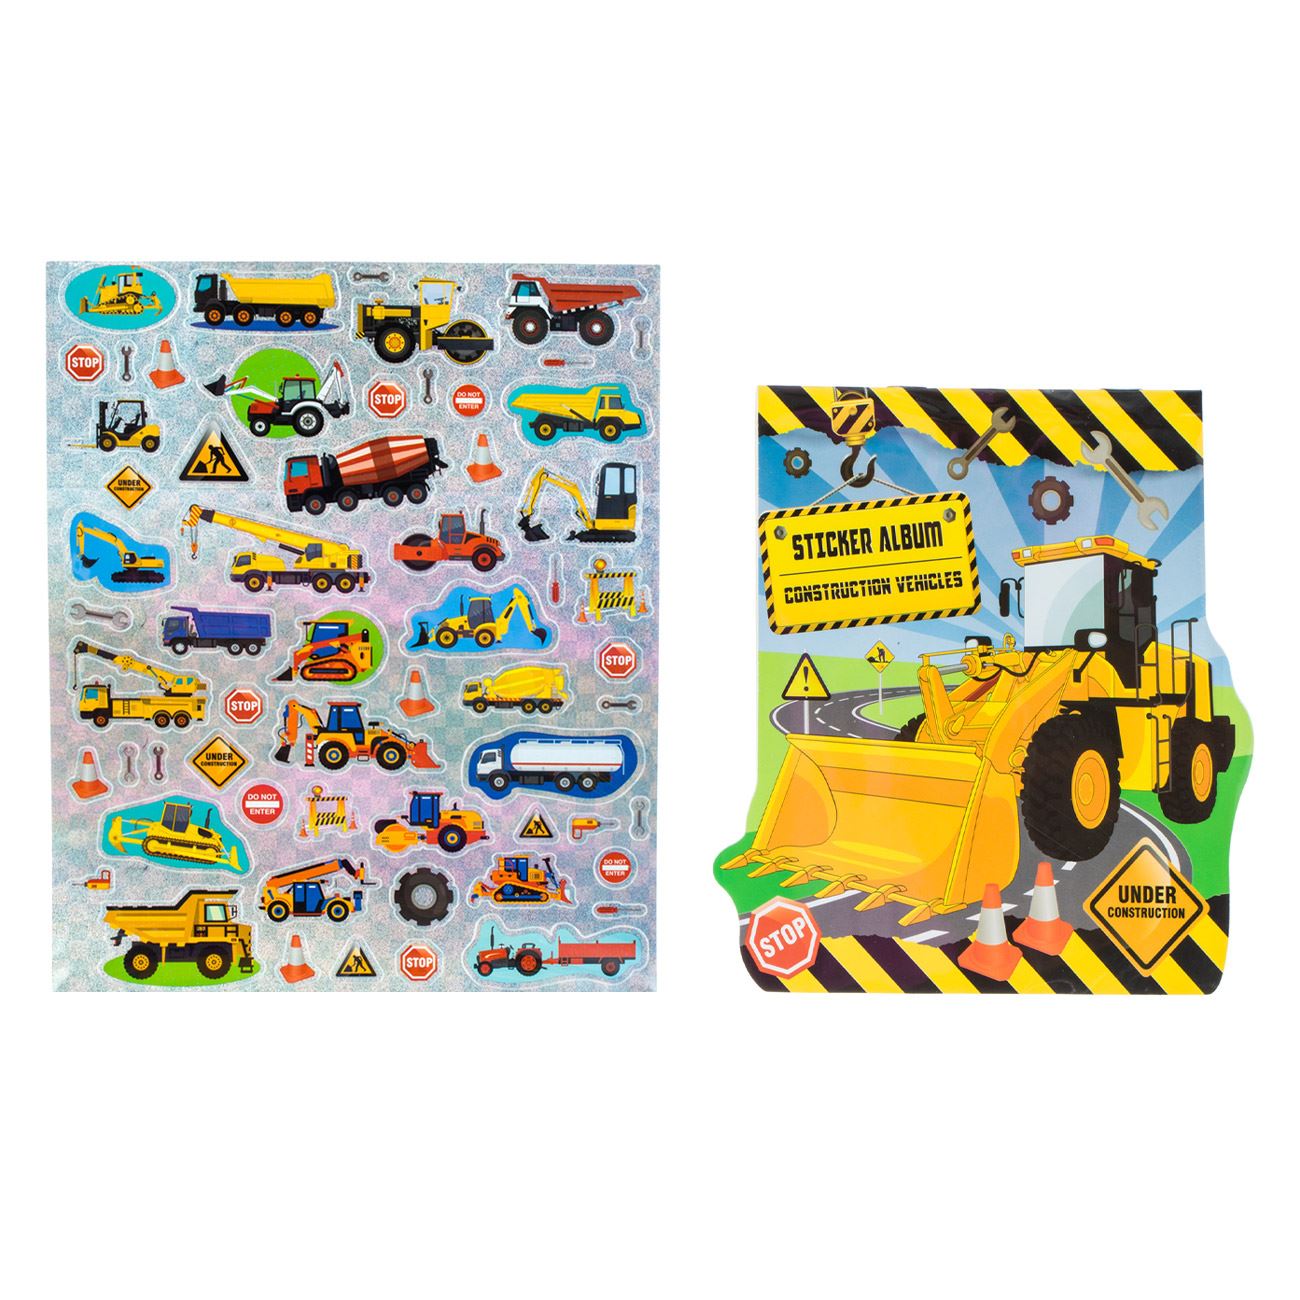 STOP
STOP
DO NOT
ENTER
UNDER
CONSTRUCTION
STOP
STOP
UNDER
CONSTRUCTION
DO NOT
ENTER
DO NOT
ENTER
STOP
STICKER ALBUM
CONSTRUCTION VEHICLES
STOP
UNDER
CONSTRUCTION